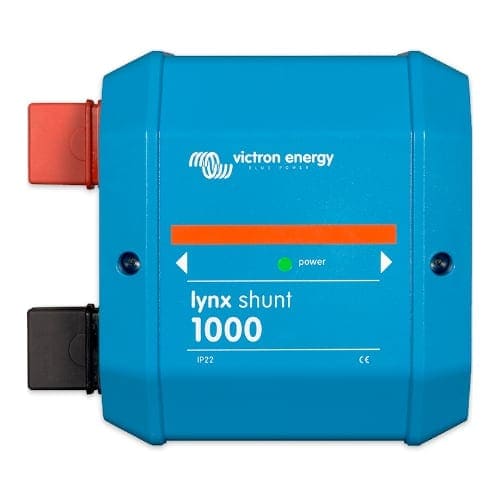 victron energy
BLUE POWER
power
lynx shunt
1000
IP22 CE